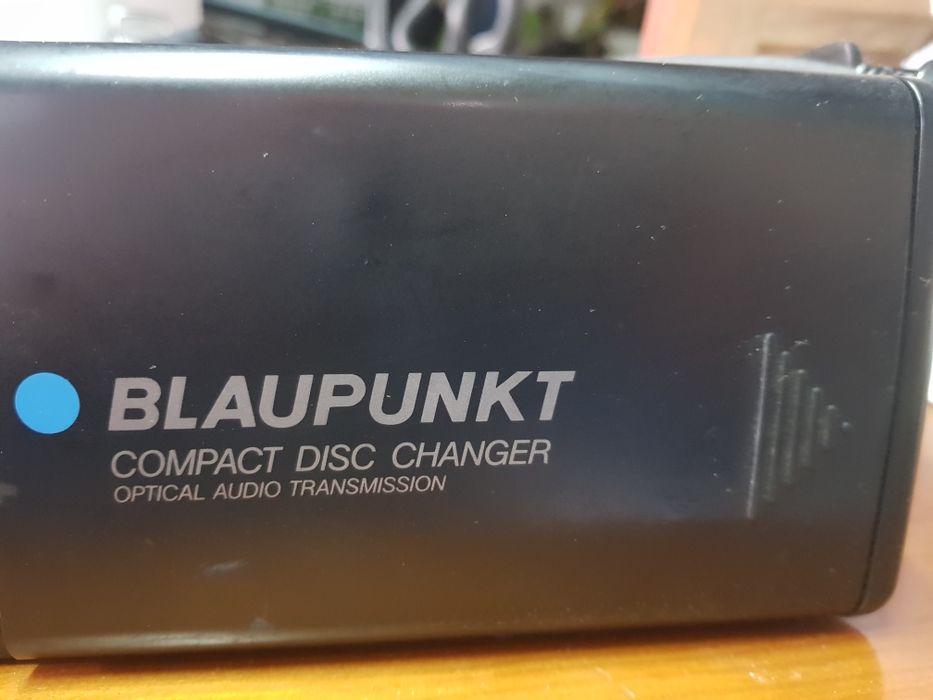 BLAUPUNKT
COMPACT DISC CHANGER
OPTICAL AUDIO TRANSMISSION